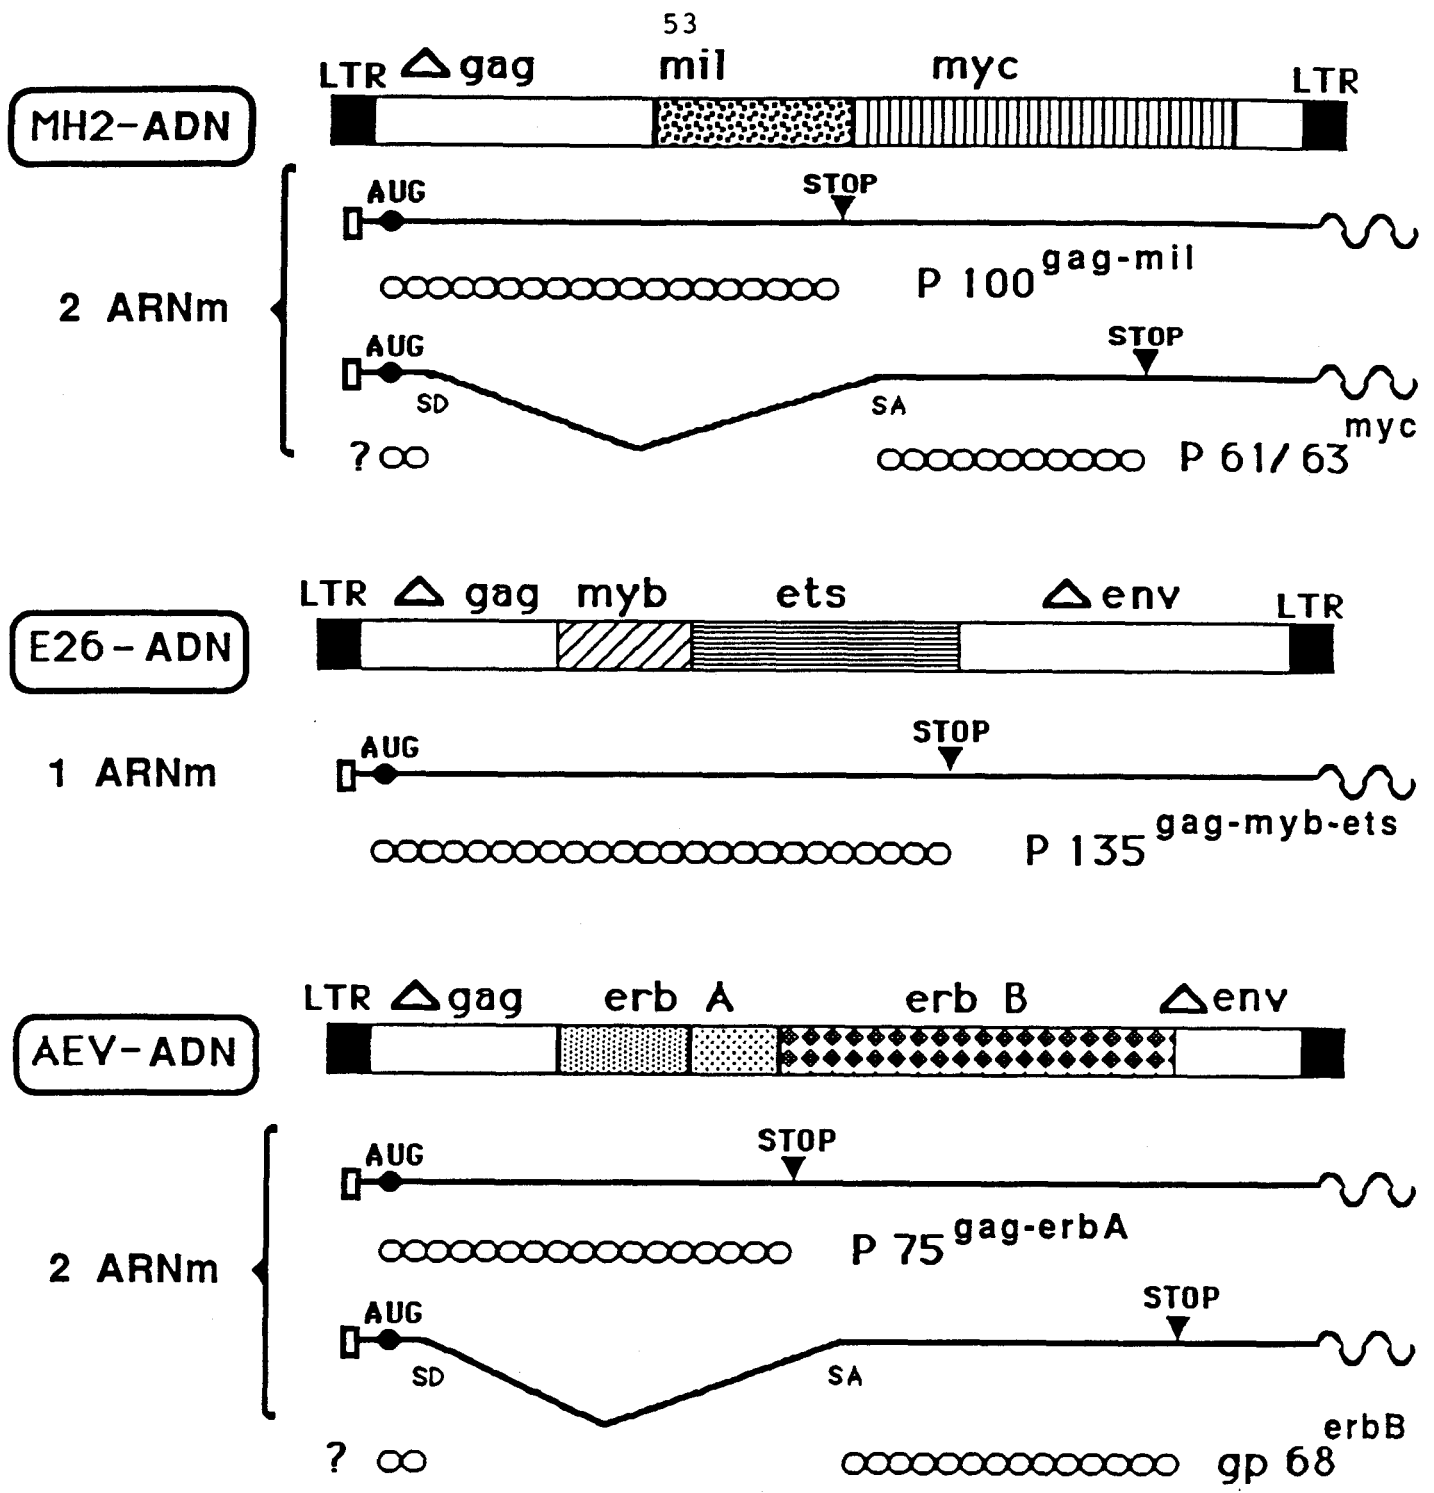 53
LTR △ gag mil myc LTR
MH2-ADN
AUG STOP
P 100 gag-mil
2 ARNm
AUG STOP
SD SA
? P 61/63 myc
LTR △ gag myb ets △ env LTR
E26-ADN
AUG STOP
1 ARNm
P 135 gag-myb-ets
LTR △ gag erb A erb B △ env
AEV-ADN
AUG STOP
P 75 gag-erbA
2 ARNm
AUG STOP
SD SA
? gp 68 erbB